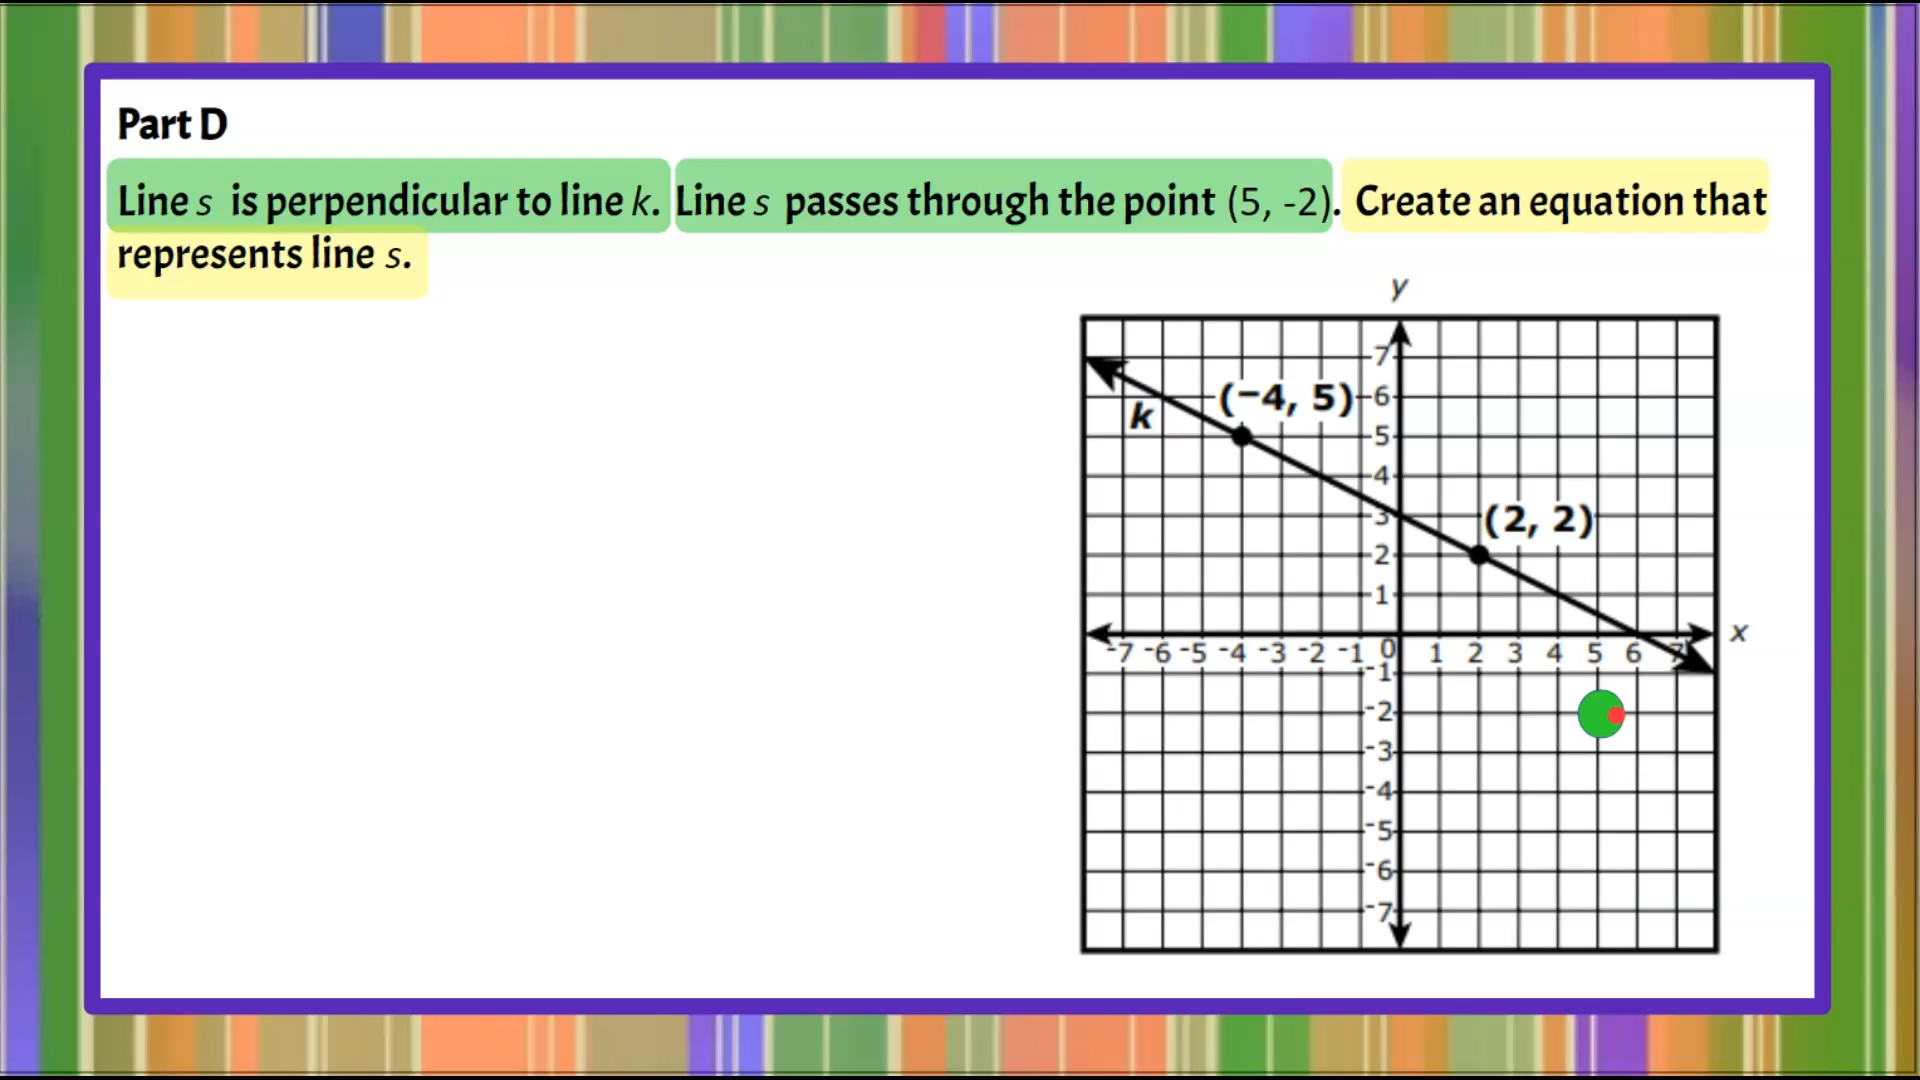 Part D
Line s is perpendicular to line k. Line s passes through the point (5, -2). Create an equation that
represents line s.
y
7
(−4, 5)
6
k
5
4
3
(2, 2)
2
1
x
-7 -6 -5 -4 -3 -2 -1 0 1 2 3 4 5 6 7
-1
-2
-3
-4
-5
-6
-7